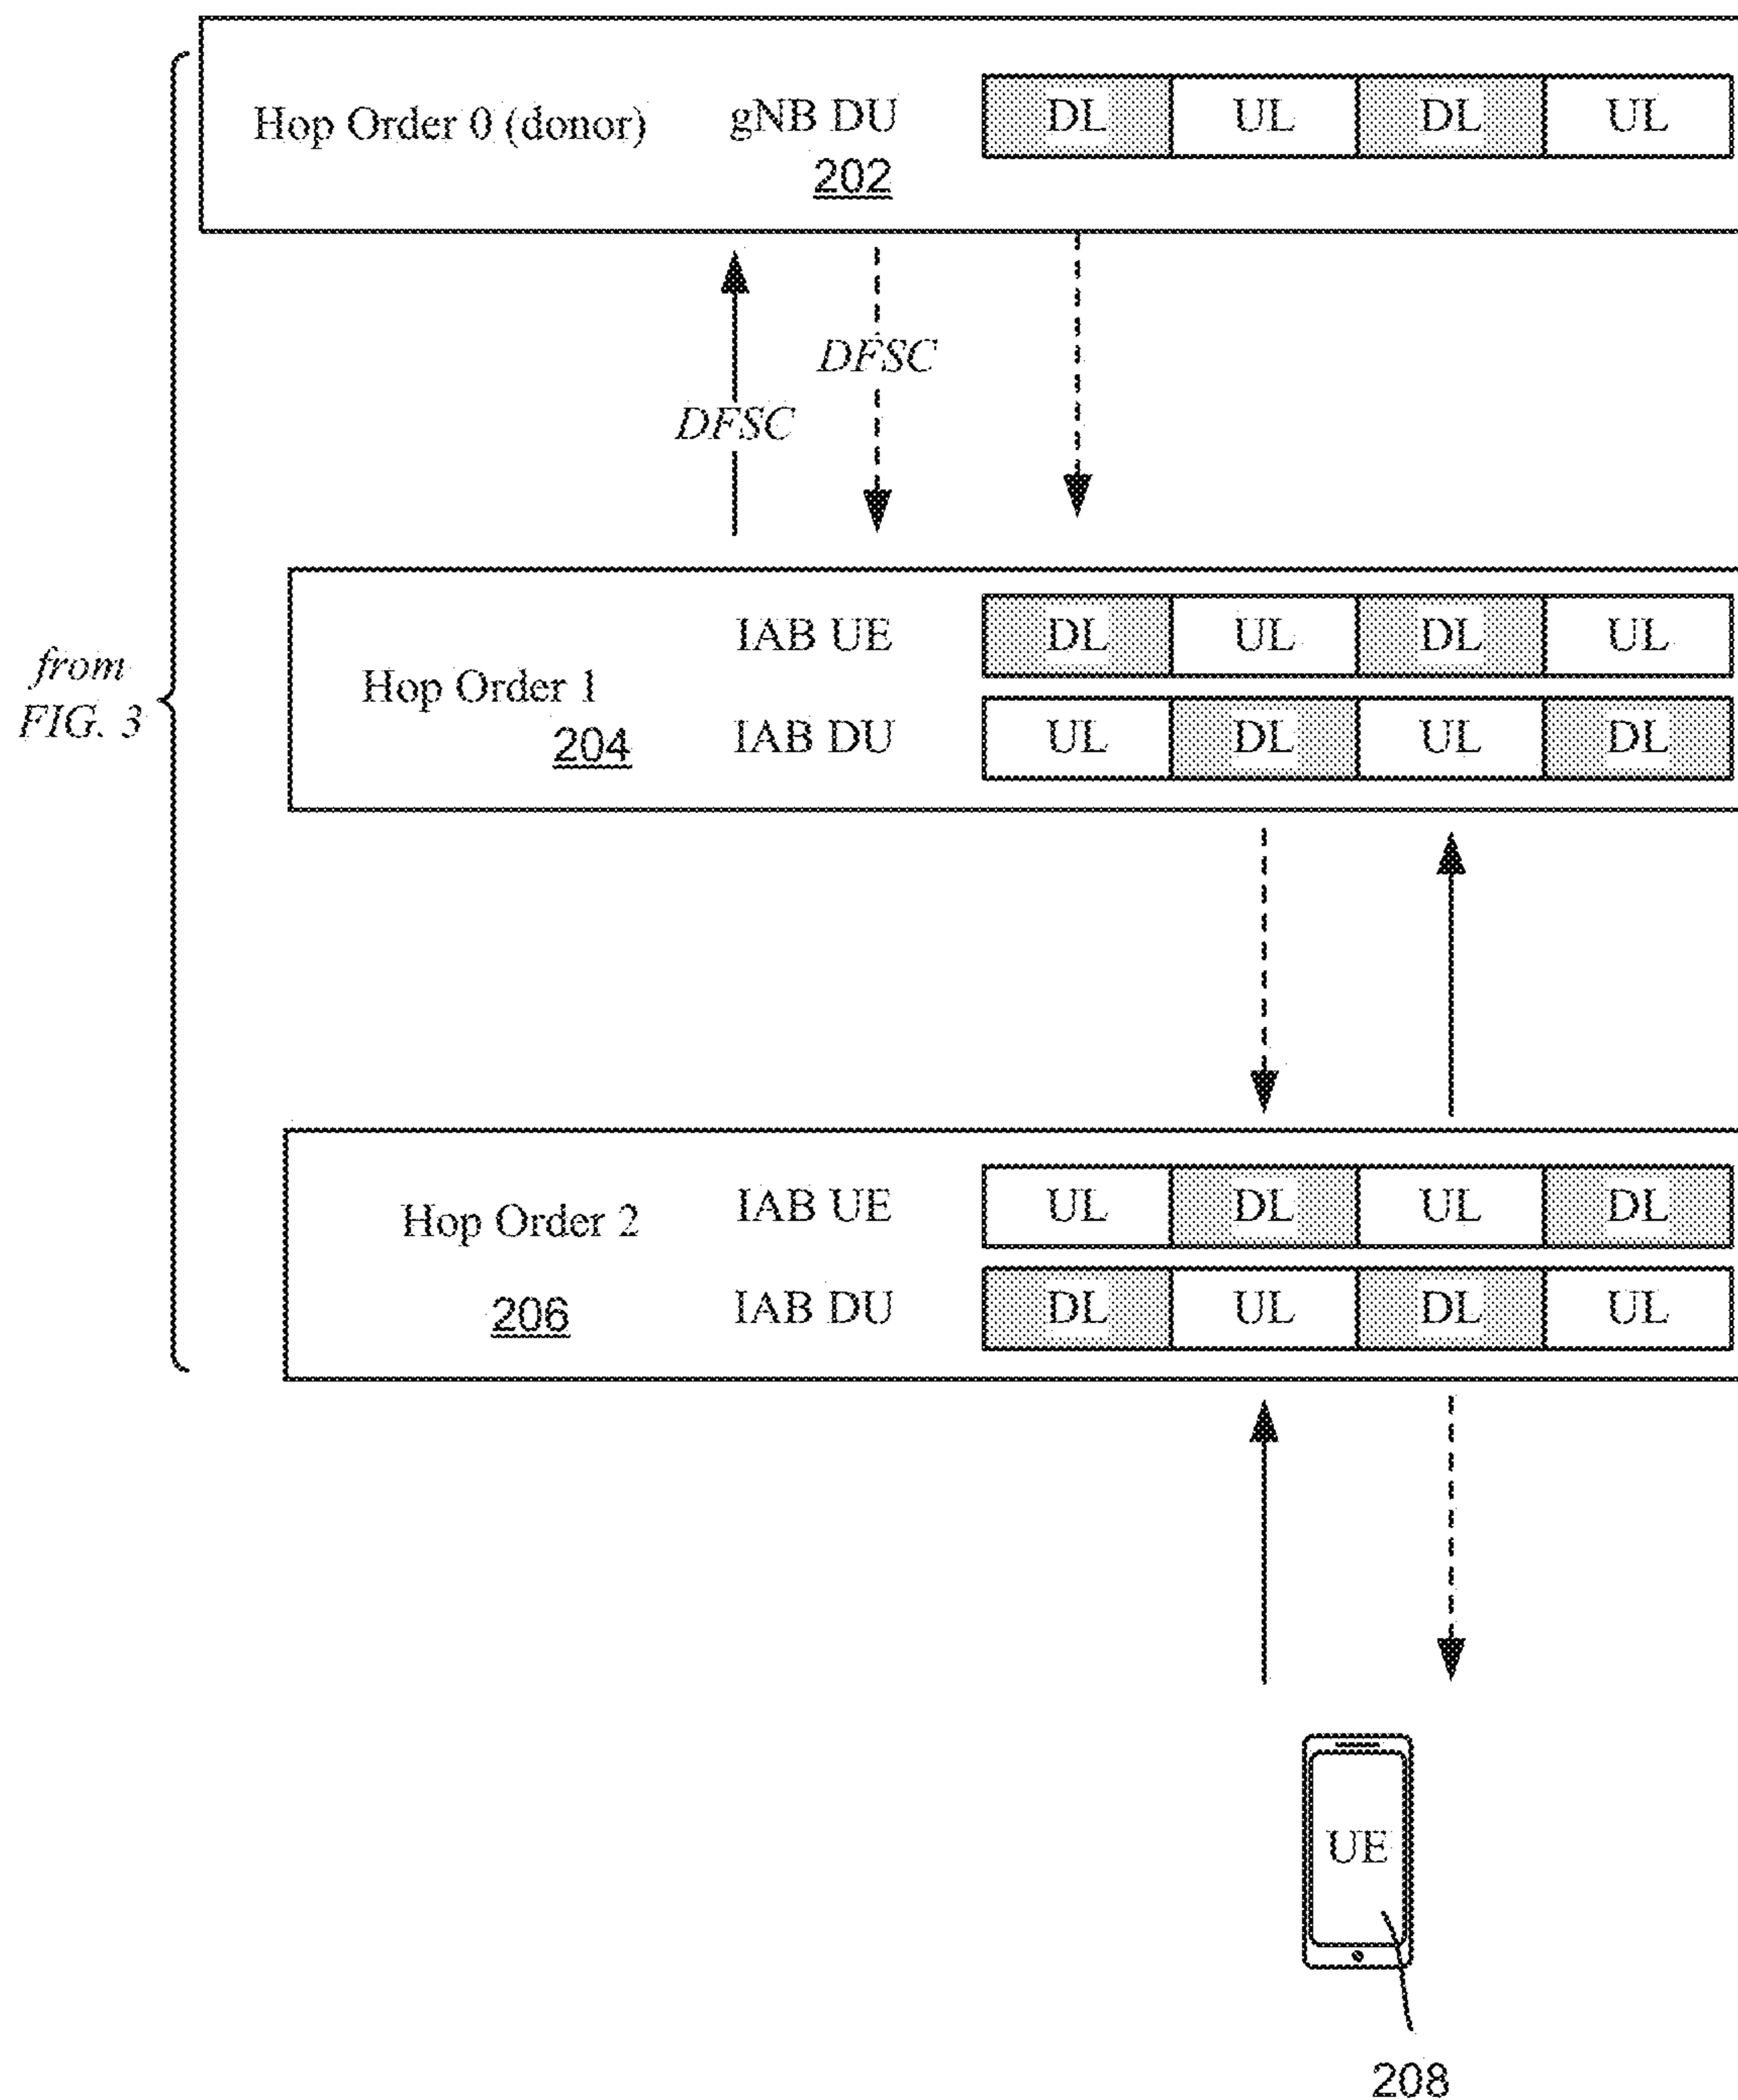 Hop Order 0 (donor) gNB DU DL UL DL UL
202
DFSC
DFSC
from
FIG. 3
IAB UE DL UL DL UL
Hop Order 1
204 IAB DU UL DL UL DL
Hop Order 2 IAB UE UL DL UL DL
206 IAB DU DL UL DL UL
UE
208